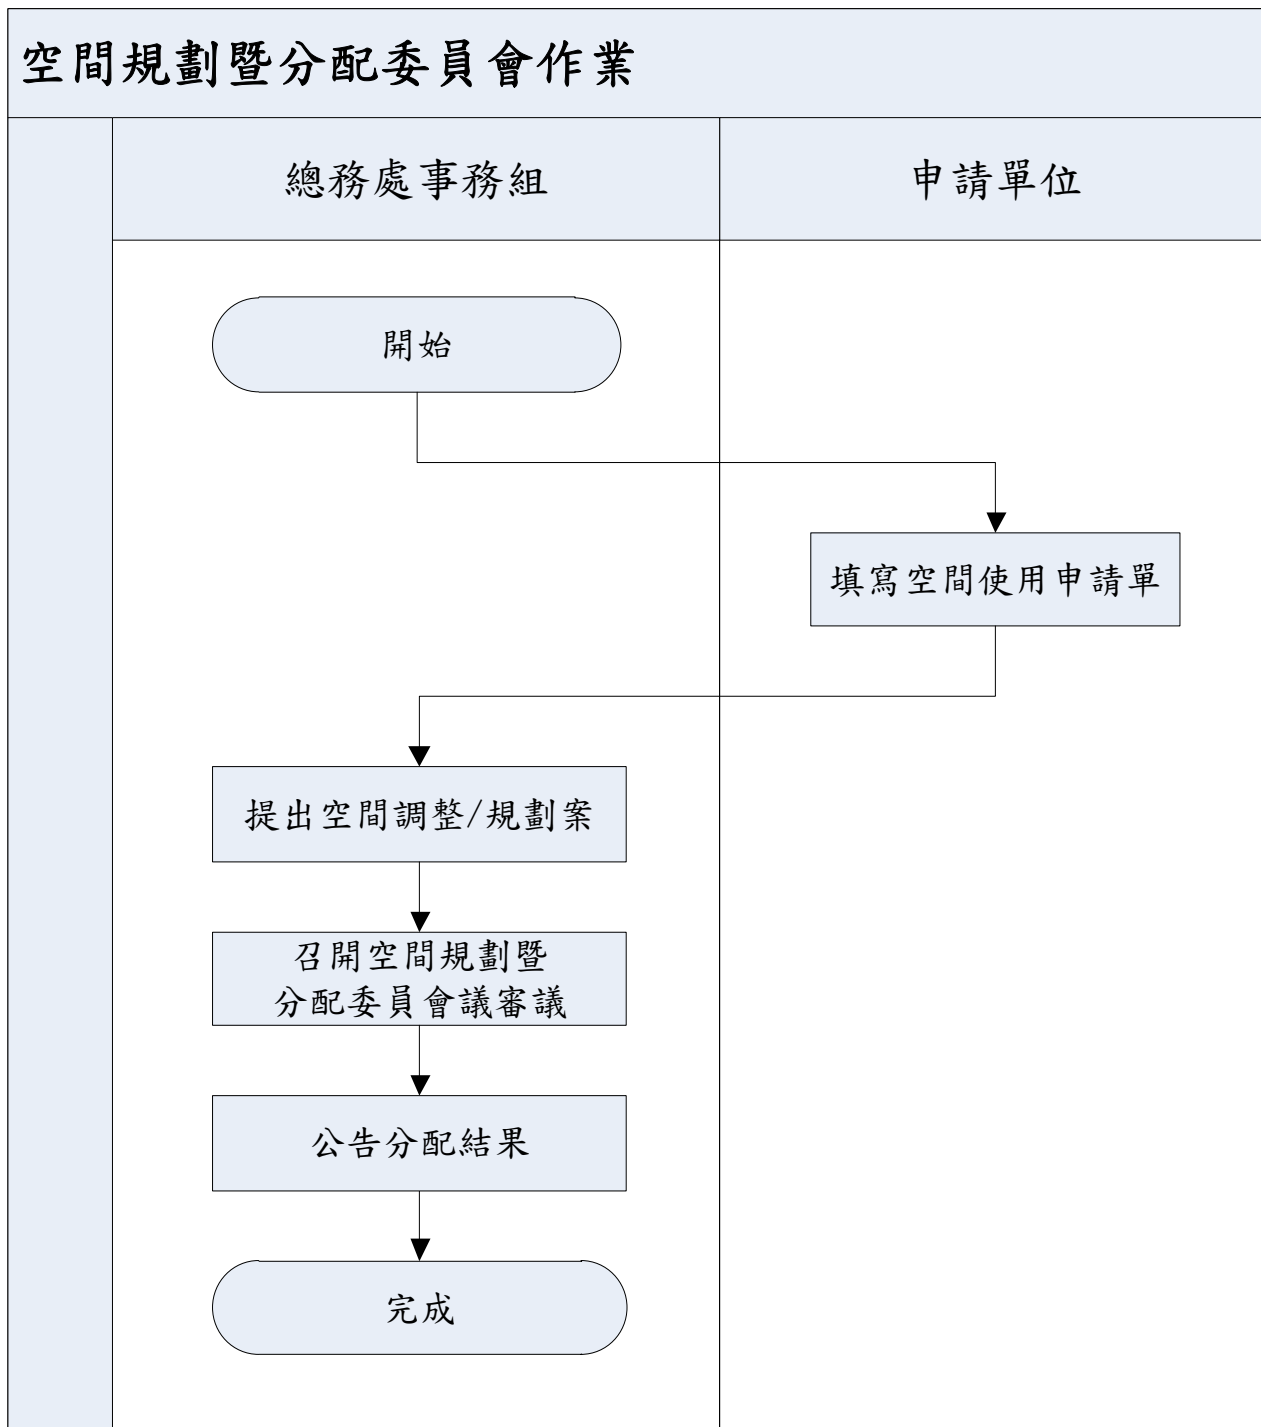 空間規劃暨分配委員會作業
總務處事務組
申請單位
開始
填寫空間使用申請單
提出空間調整/規劃案
召開空間規劃暨
分配委員會議審議
公告分配結果
完成